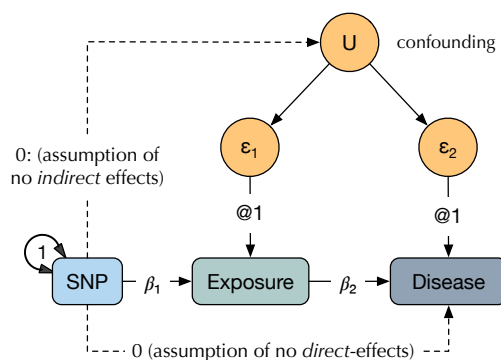 U
confounding
ε1
ε2
0: (assumption of
no indirect effects)
@1
@1
1
SNP
β1
Exposure
β2
Disease
0 (assumption of no direct-effects)